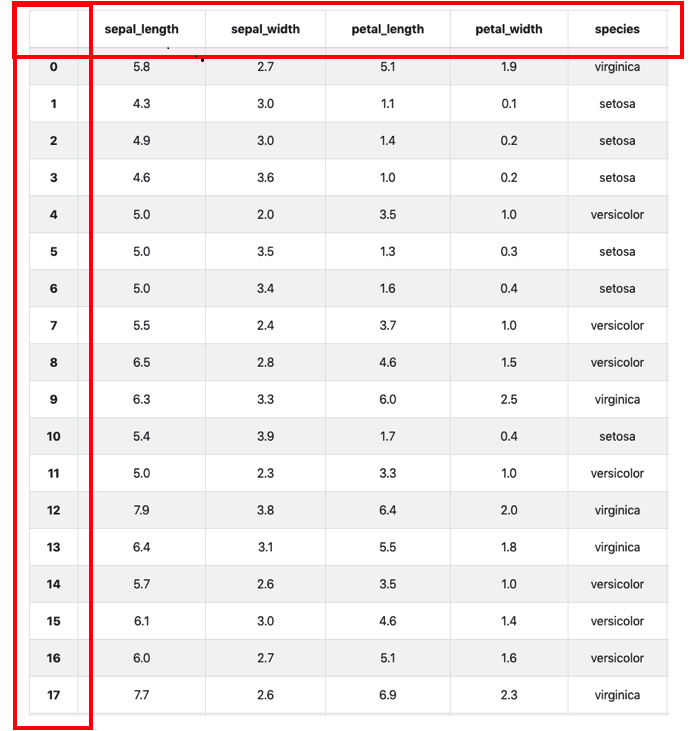 sepal_length sepal_width petal_length petal_width species
0 5.8 2.7 5.1 1.9 virginica
1 4.3 3.0 1.1 0.1 setosa
2 4.9 3.0 1.4 0.2 setosa
3 4.6 3.6 1.0 0.2 setosa
4 5.0 2.0 3.5 1.0 versicolor
5 5.0 3.5 1.3 0.3 setosa
6 5.0 3.4 1.6 0.4 setosa
7 5.5 2.4 3.7 1.0 versicolor
8 6.5 2.8 4.6 1.5 versicolor
9 6.3 3.3 6.0 2.5 virginica
10 5.4 3.9 1.7 0.4 setosa
11 5.0 2.3 3.3 1.0 versicolor
12 7.9 3.8 6.4 2.0 virginica
13 6.4 3.1 5.5 1.8 virginica
14 5.7 2.6 3.5 1.0 versicolor
15 6.1 3.0 4.6 1.4 versicolor
16 6.0 2.7 5.1 1.6 versicolor
17 7.7 2.6 6.9 2.3 virginica